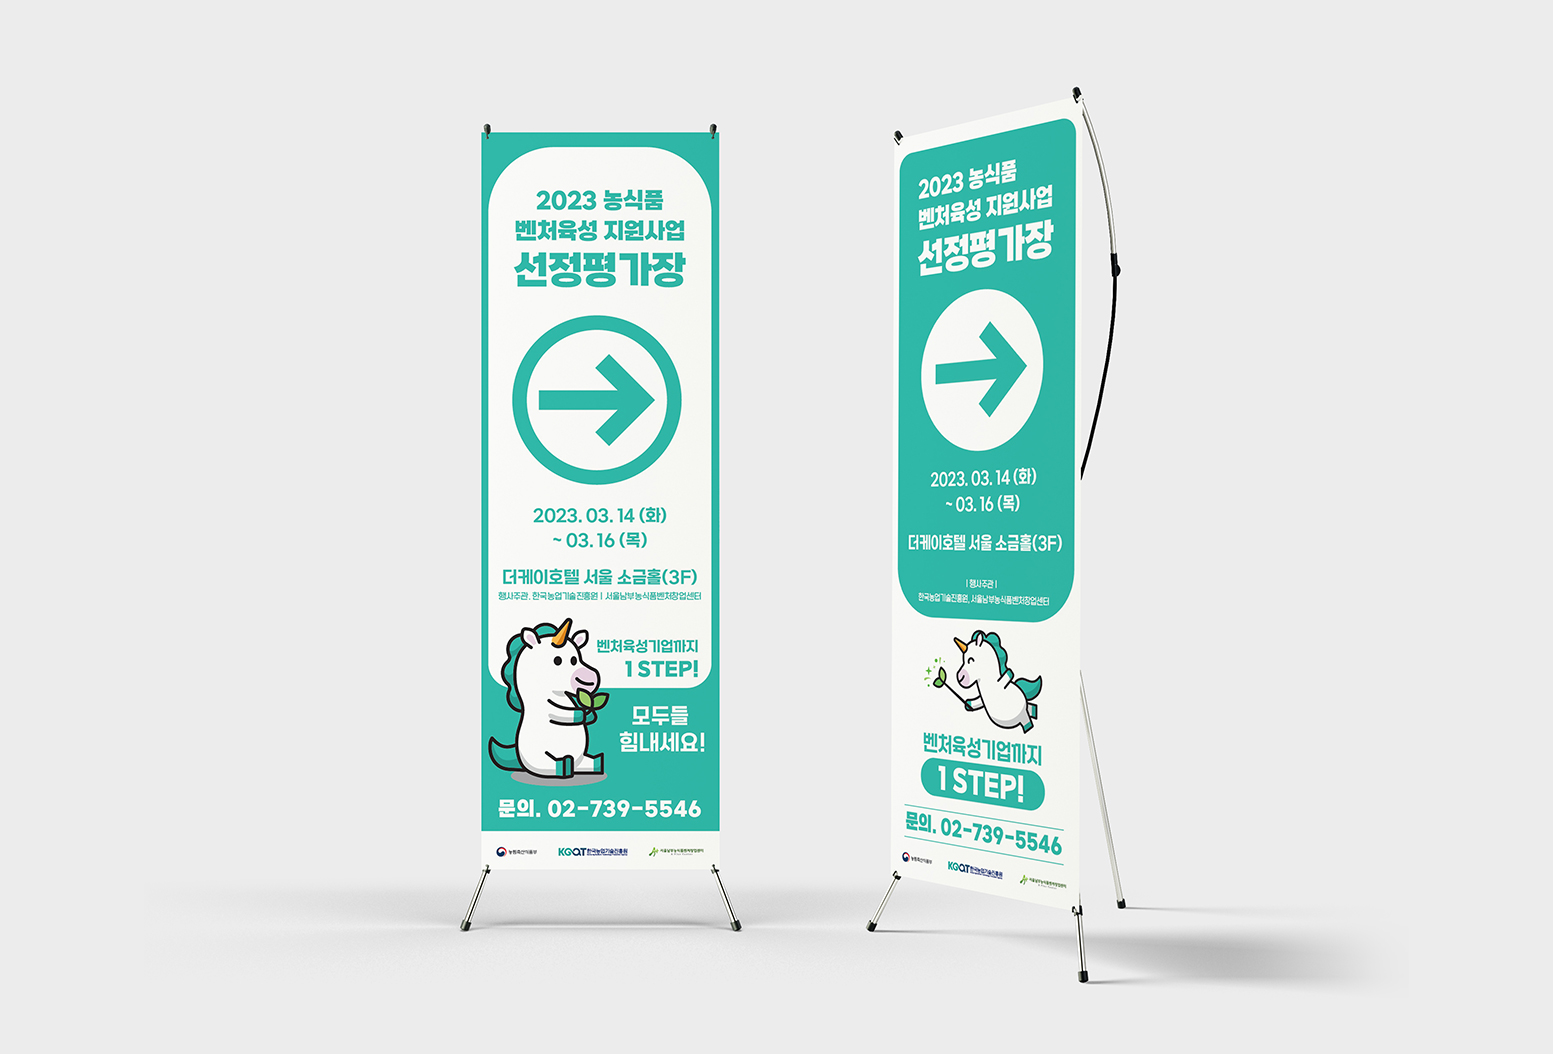 2023 농식품
벤처육성 지원사업
선정평가장
2023. 03. 14 (화)
~ 03. 16 (목)
더케이호텔 서울 소금홀(3F)
행사주관. 한국농업기술진흥원 | 서울남부농식품벤처창업센터
벤처육성기업까지
1 STEP!
모두들
힘내세요!
문의. 02-739-5546
농림축산식품부
KOAT 한국농업기술진흥원
서울남부농식품벤처창업센터
2023 농식품
벤처육성 지원사업
선정평가장
2023. 03. 14 (화)
~ 03. 16 (목)
더케이호텔 서울 소금홀(3F)
| 행사주관 |
한국농업기술진흥원, 서울남부농식품벤처창업센터
벤처육성기업까지
1 STEP!
문의. 02-739-5546
농림축산식품부
KOAT 한국농업기술진흥원
서울남부농식품벤처창업센터